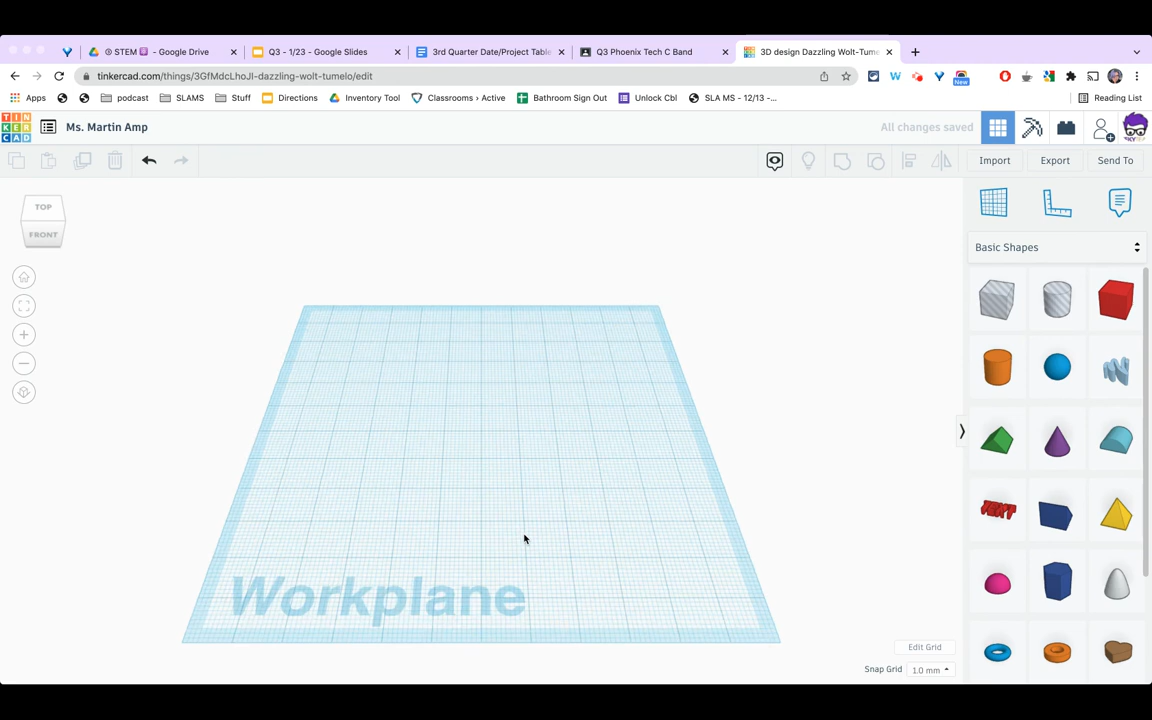 STEM - Google Drive
Q3 - 1/23 - Google Slides
3rd Quarter Date/Project Table
Q3 Phoenix Tech C Band
3D design Dazzling Wolt-Tume
tinkercad.com/things/3GfMdcLhoJl-dazzling-wolt-tumelo/edit
New
Apps
podcast
SLAMS
Stuff
Directions
Inventory Tool
Classrooms > Active
Bathroom Sign Out
Unlock Cbl
SLA MS - 12/13 -...
Reading List
TIN
KER
CAD
Ms. Martin Amp
All changes saved
Import
Export
Send To
TOP
FRONT
Basic Shapes
TEXT
Workplane
Edit Grid
Snap Grid
1.0 mm